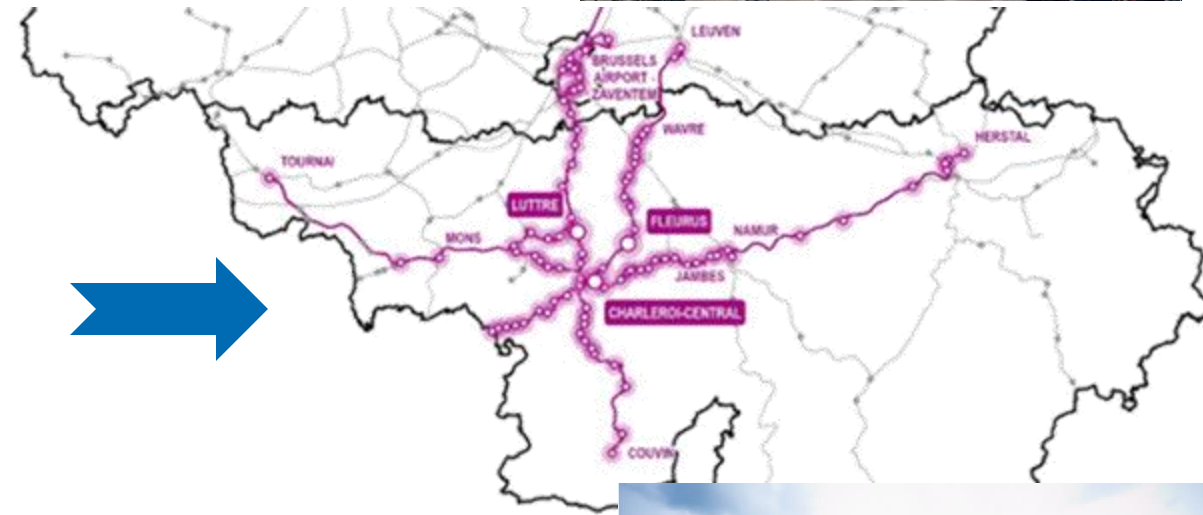 LEUVEN
BRUSSELS
AIRPORT -
ZAVENTEM
WAVRE
HERSTAL
TOURNAI
LUTTRE
FLEURUS
NAMUR
MONS
JAMBES
CHARLEROI-CENTRAL
COUVIN